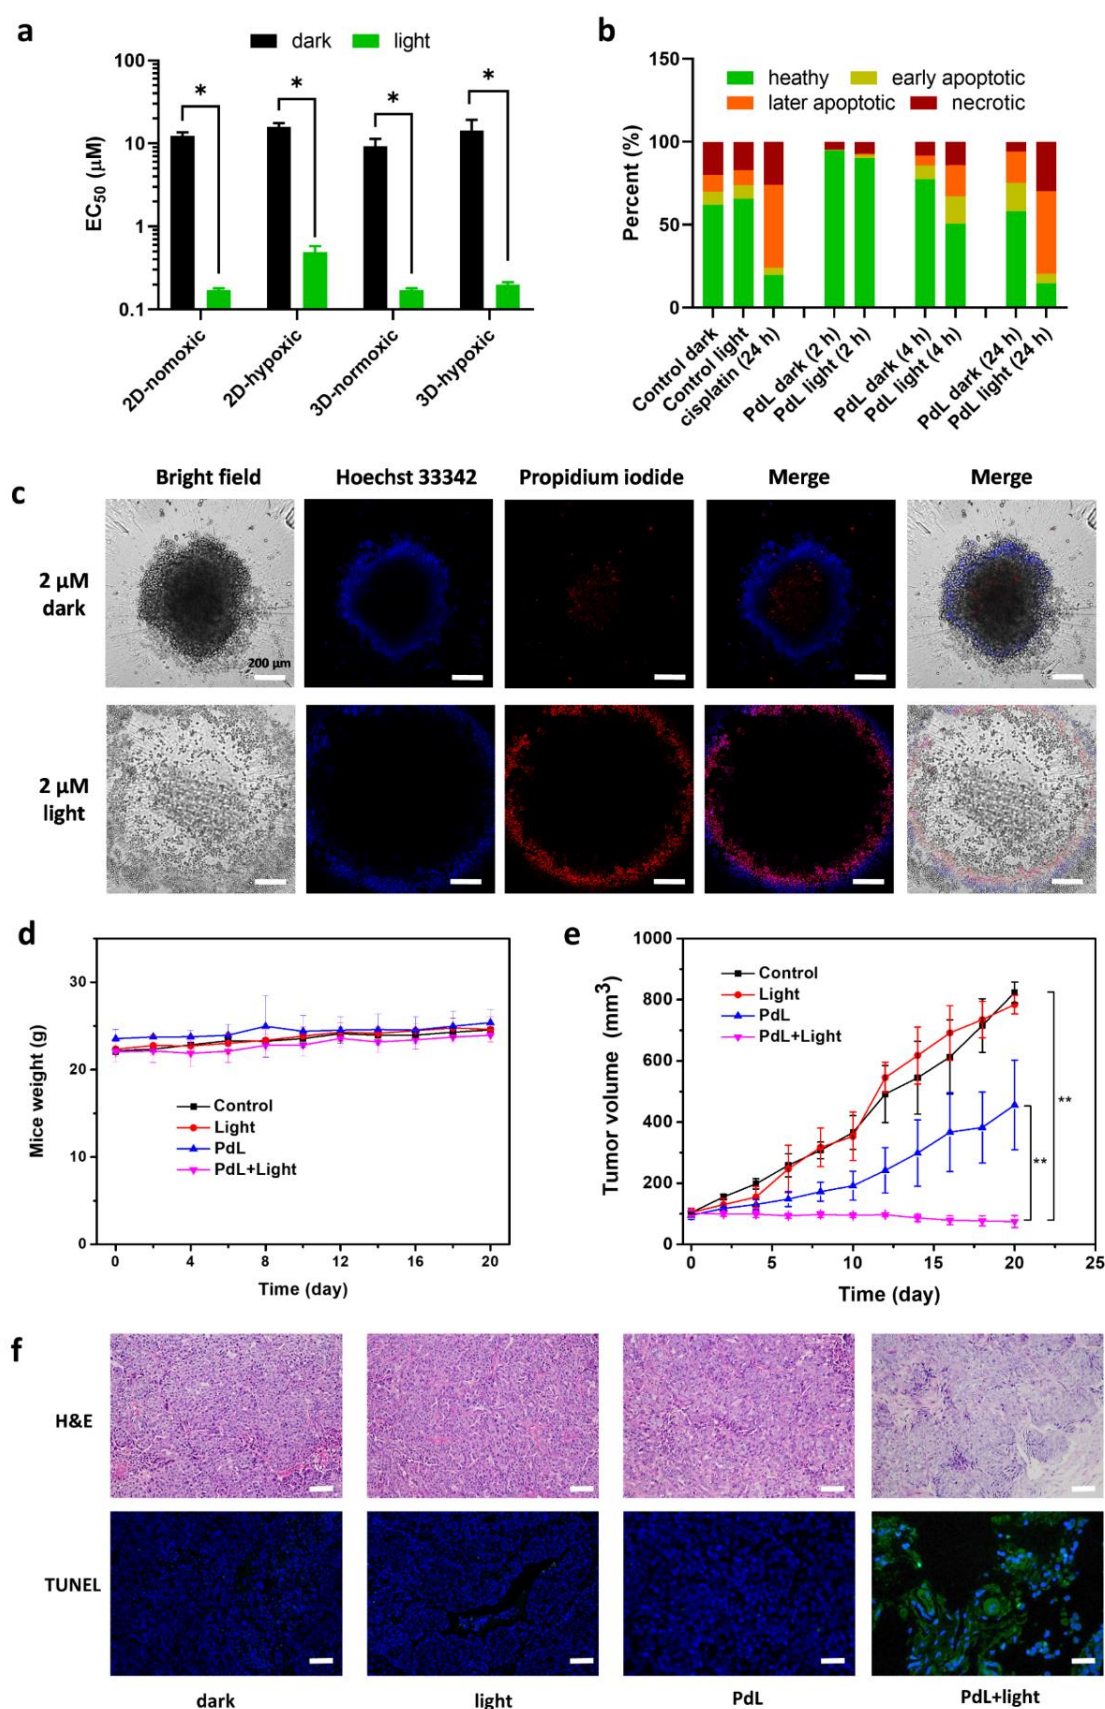 a
dark light
EC50 (µM)
100
10
1
0.1
* * * *
2D-nomoxic
2D-hypoxic
3D-normoxic
3D-hypoxic
b
heathy early apoptotic
later apoptotic necrotic
Percent (%)
150
100
50
0
Control dark
Control light
cisplatin (24 h)
PdL dark (2 h)
PdL light (2 h)
PdL dark (4 h)
PdL light (4 h)
PdL dark (24 h)
PdL light (24 h)
c
Bright field Hoechst 33342 Propidium iodide Merge Merge
2 µM
dark
200 µm
2 µM
light
d
Mice weight (g)
30
20
10
0
Control
Light
PdL
PdL+Light
0 4 8 12 16 20
Time (day)
e
Tumor volume (mm3)
1000
800
600
400
200
0
Control
Light
PdL
PdL+Light
**
**
0 5 10 15 20 25
Time (day)
f
H&E
TUNEL
dark light PdL PdL+light